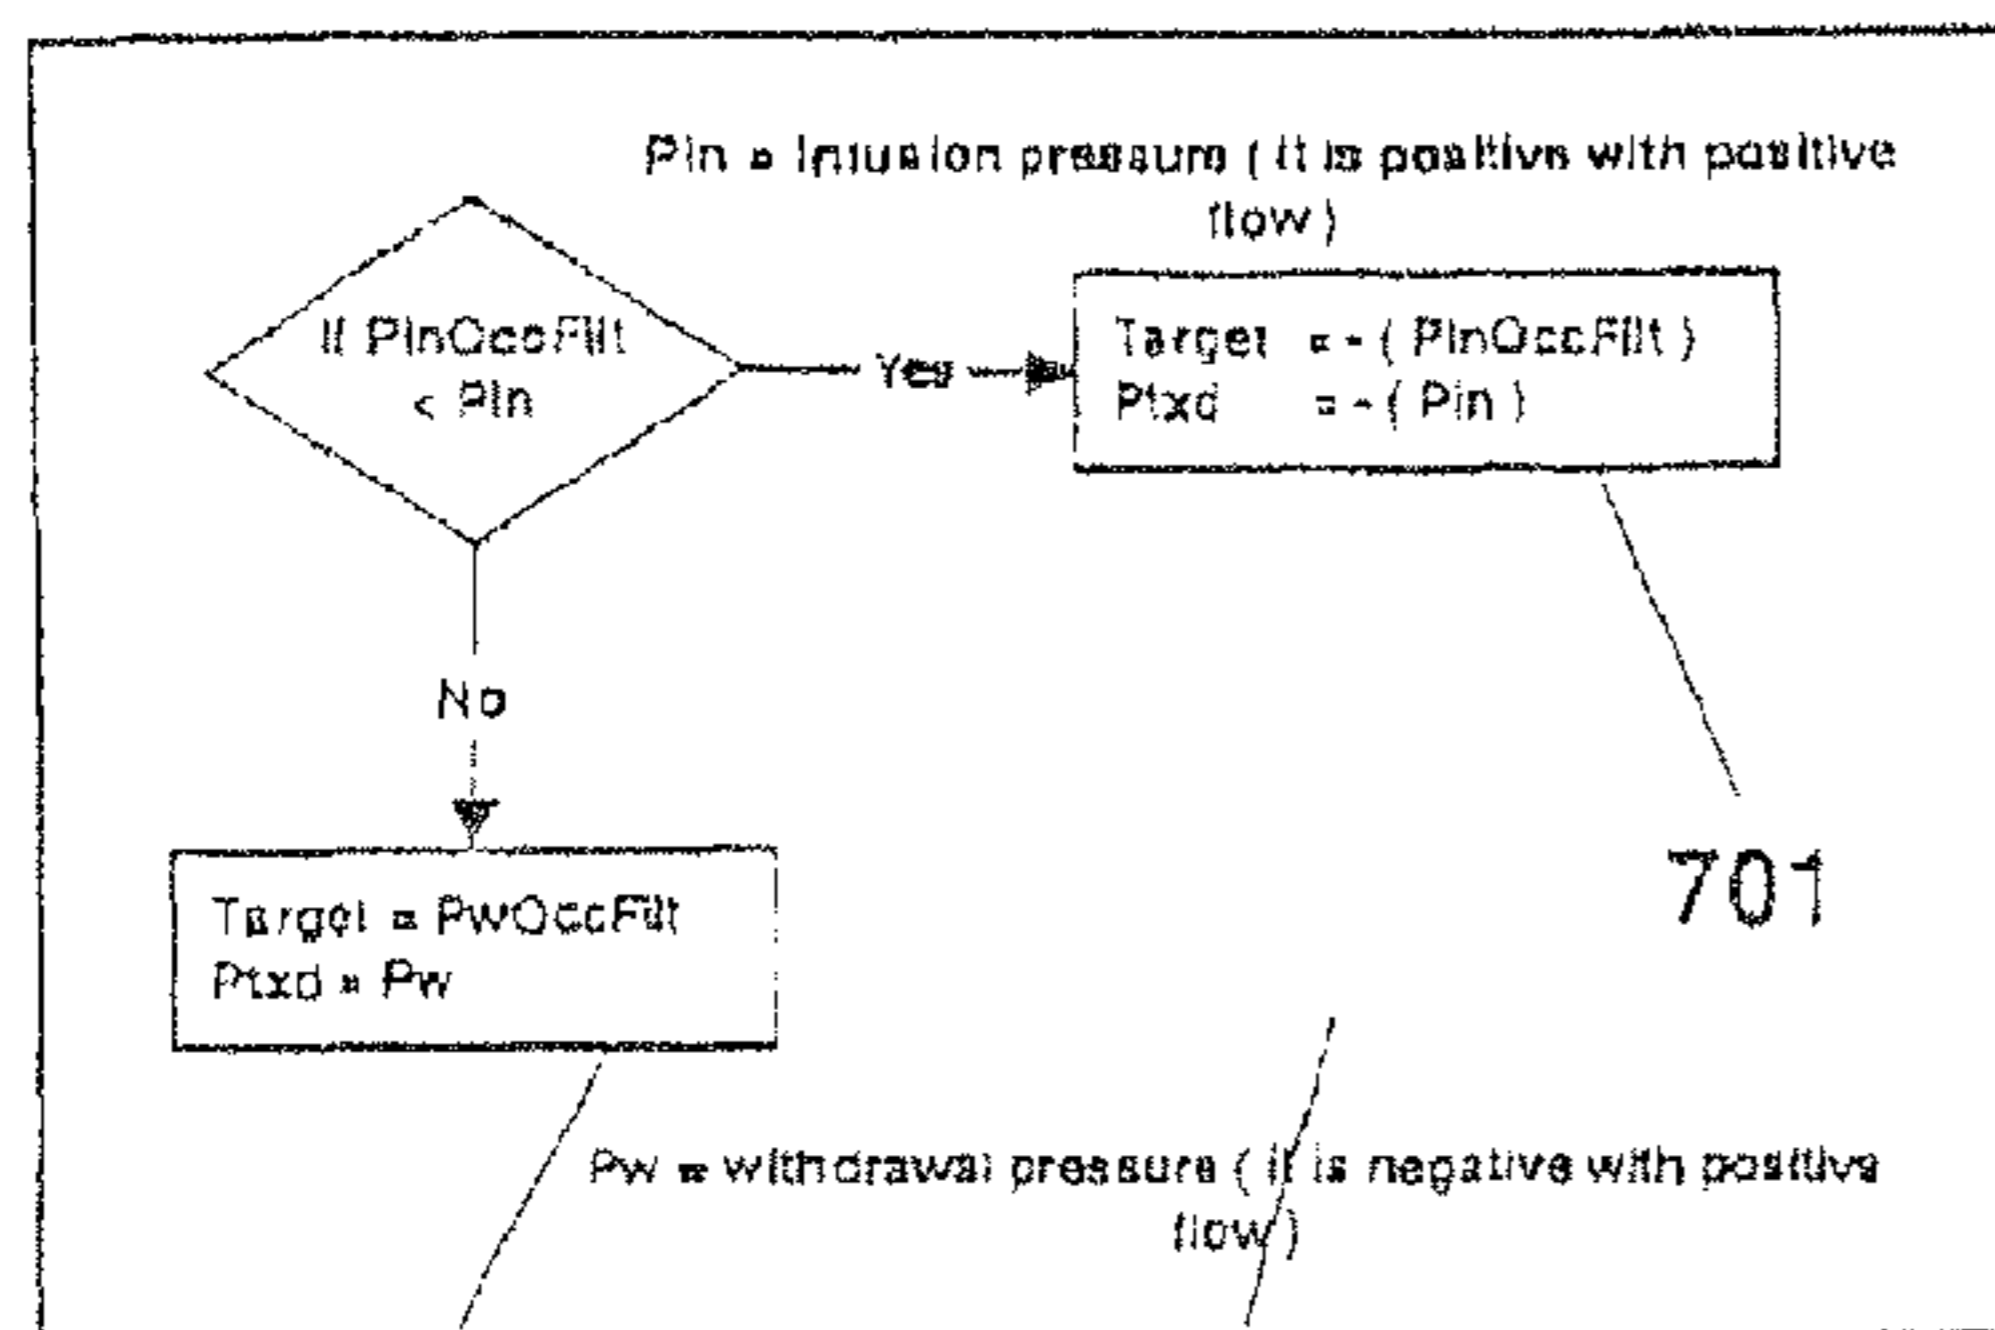 Pin = Infusion pressure ( it is positive with positive
flow )
If PinOccFilt
< Pin
Yes
Target = - ( PinOccFilt )
Ptxd = - ( Pin )
No
701
Target = PwOccFilt
Ptxd = Pw
Pw = withdrawal pressure ( it is negative with positive
flow )